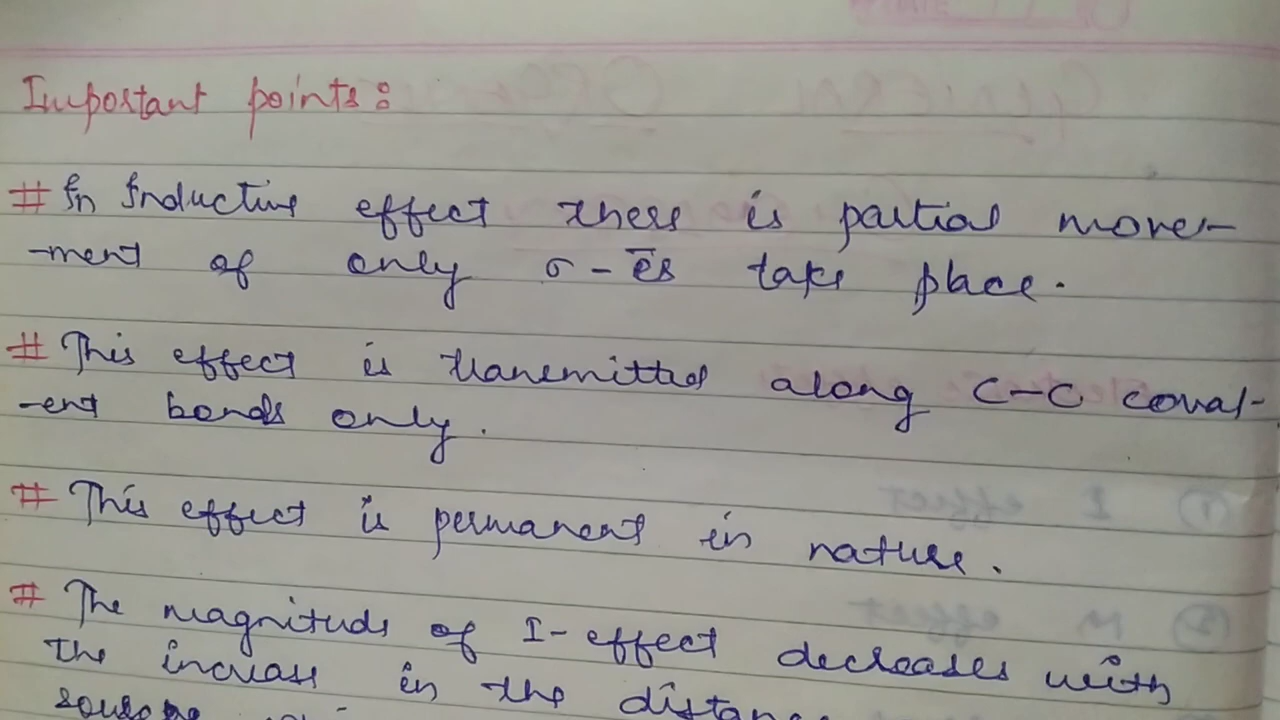 Important points:
# In Inductive effect there is partial move-
-ment of only σ - ēs take place.
# This effect is transmitted along C-C coval-
-ent bonds only.
# This effect is permanent in nature.
# The magnitude of I-effect decreases with
the increase in the distance